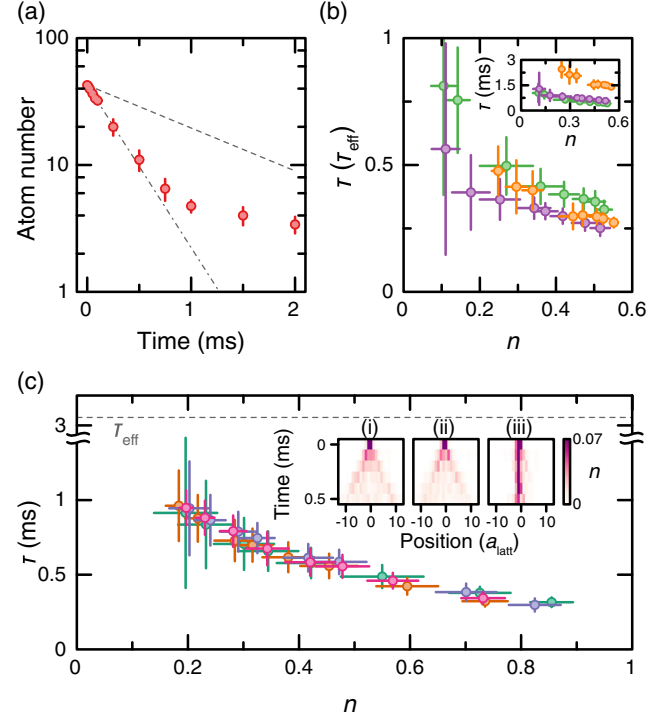 (a)
100
10
1
Atom number
0
1
2
Time (ms)
(b)
1
0.5
0
τ (τeff)
0
0.2
0.4
0.6
n
3
1.5
0
τ (ms)
0
0.3
0.6
n
(c)
3
1
0.5
0
τ (ms)
τeff
0
0.2
0.4
0.6
0.8
1
n
(i) (ii) (iii)
0
0.5
Time (ms)
-10 0 10 -10 0 10 -10 0 10
Position (alatt)
0.07
0
n